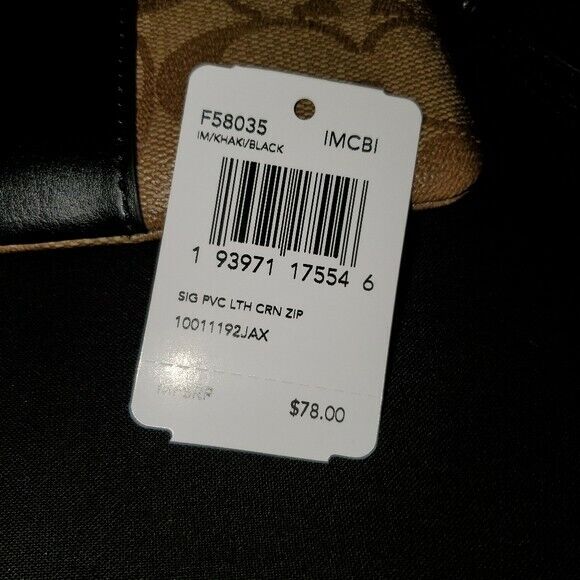 F58035 IMCBI
IM/KHAKI/BLACK
1 93971 17554 6
SIG PVC LTH CRN ZIP
10011192JAX
$78.00